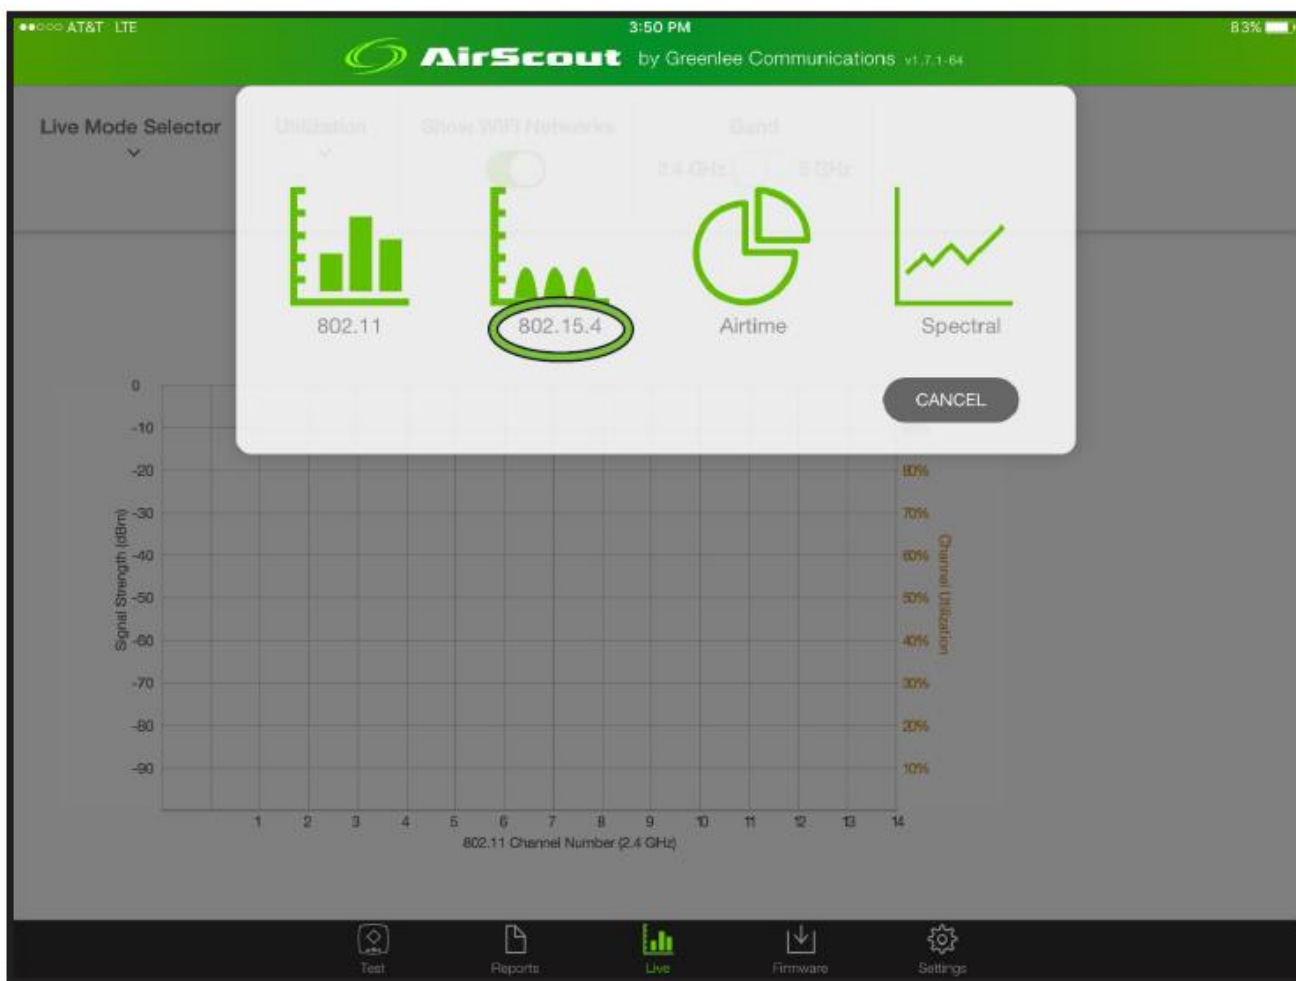 AT&T LTE 3:50 PM 83%
AirScout by Greenlee Communications v1.7.1-64
Live Mode Selector Utilization Show WiFi Networks Band
2.4 GHz 5 GHz
802.11 802.15.4 Airtime Spectral
CANCEL
0
-10
-20 80%
-30 70%
-40 60%
-50 50%
-60 40%
-70 30%
-80 20%
-90 10%
Signal Strength (dBm)
Channel Utilization
1 2 3 4 5 6 7 8 9 10 11 12 13 14
802.11 Channel Number (2.4 GHz)
Test Reports Live Firmware Settings